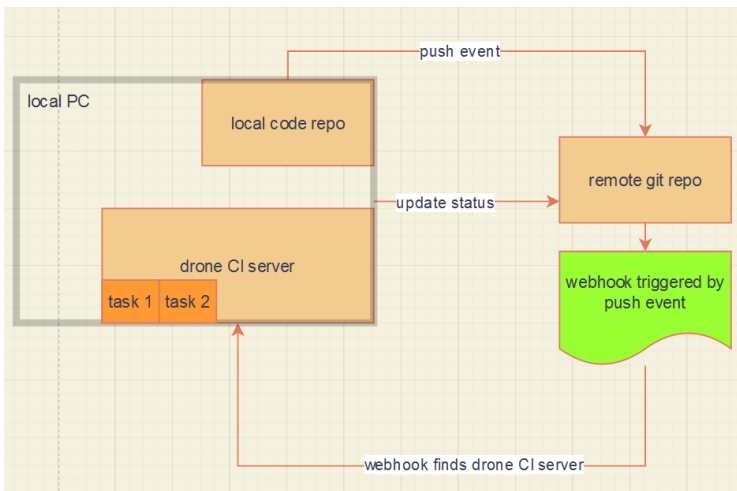 push event
local PC
local code repo
remote git repo
update status
drone CI server
task 1
task 2
webhook triggered by
push event
webhook finds drone CI server